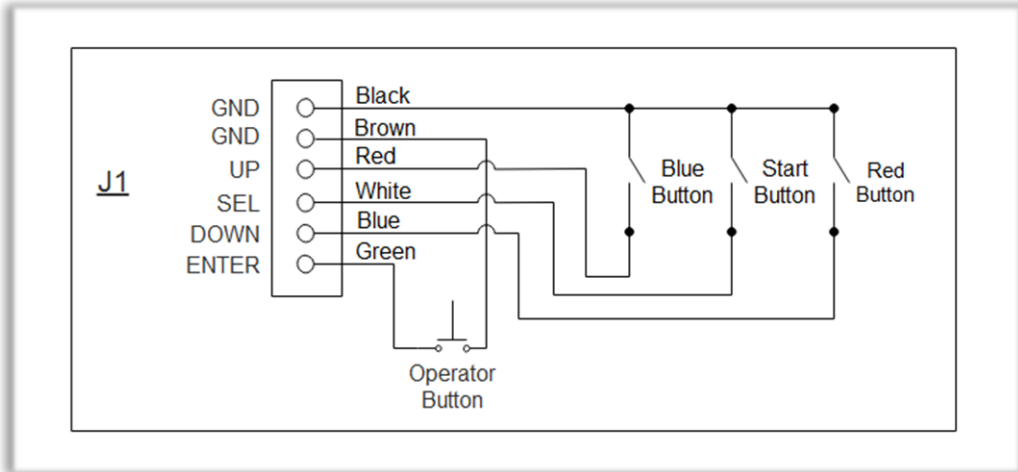 J1
GND
GND
UP
SEL
DOWN
ENTER
Black
Brown
Red
White
Blue
Green
Blue
Button
Start
Button
Red
Button
Operator
Button